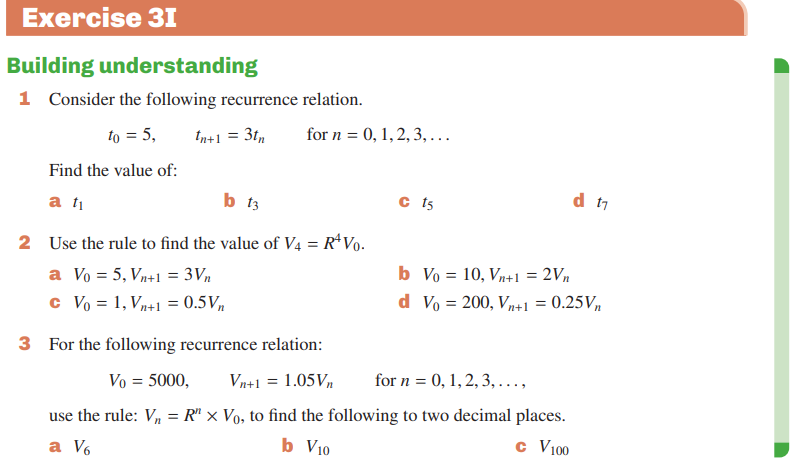 Exercise 3I
Building understanding
1 Consider the following recurrence relation.
t₀ = 5, tₙ₊₁ = 3tₙ for n = 0, 1, 2, 3, . . .
Find the value of:
a t₁ b t₃ c t₅ d t₇
2 Use the rule to find the value of V₄ = R⁴V₀.
a V₀ = 5, Vₙ₊₁ = 3Vₙ b V₀ = 10, Vₙ₊₁ = 2Vₙ
c V₀ = 1, Vₙ₊₁ = 0.5Vₙ d V₀ = 200, Vₙ₊₁ = 0.25Vₙ
3 For the following recurrence relation:
V₀ = 5000, Vₙ₊₁ = 1.05Vₙ for n = 0, 1, 2, 3, . . . ,
use the rule: Vₙ = Rⁿ × V₀, to find the following to two decimal places.
a V₆ b V₁₀ c V₁₀₀